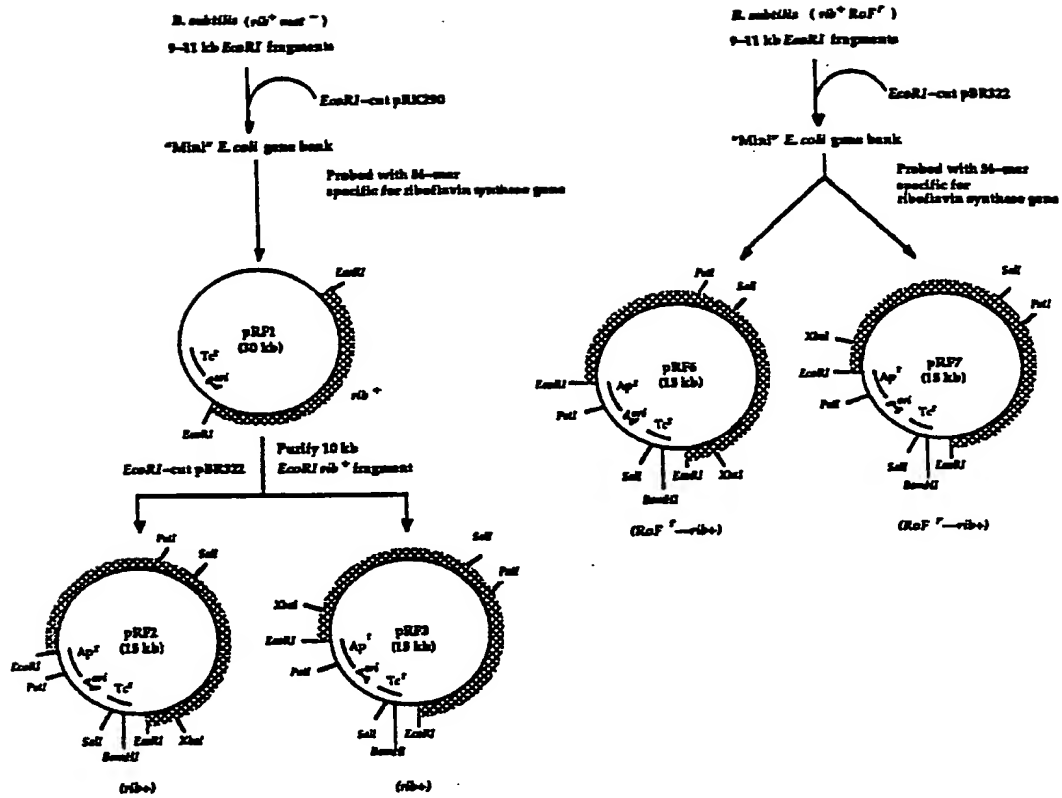 B. subtilis (rib+ met−)
9–11 kb EcoRI fragments
EcoRI–cut pRK290
"Mini" E. coli gene bank
Probed with 54–mer
specific for riboflavin synthase gene
EcoRI
pRF1
(30 kb)
Tcr
ori
rib +
EcoRI
EcoRI–cut pBR322
Purify 10 kb
EcoRI rib + fragment
PstI
SalI
pRF2
(15 kb)
EcoRI
Apr
PstI
ori
Tcr
SalI
BamHI
EcoRI
XbaI
(rib+)
SalI
PstI
XbaI
pRF3
(15 kb)
EcoRI
Apr
PstI
ori
Tcr
SalI
BamHI
EcoRI
(rib+)
B. subtilis (rib+ RoFr)
9–11 kb EcoRI fragments
EcoRI–cut pBR322
"Mini" E. coli gene bank
Probed with 54–mer
specific for
riboflavin synthase gene
PstI
SalI
pRF6
(15 kb)
EcoRI
Apr
PstI
ori
Tcr
SalI
BamHI
EcoRI
XbaI
(RoF r—rib+)
SalI
PstI
XbaI
pRF7
(15 kb)
EcoRI
Apr
PstI
ori
Tcr
SalI
BamHI
EcoRI
(RoF r—rib+)